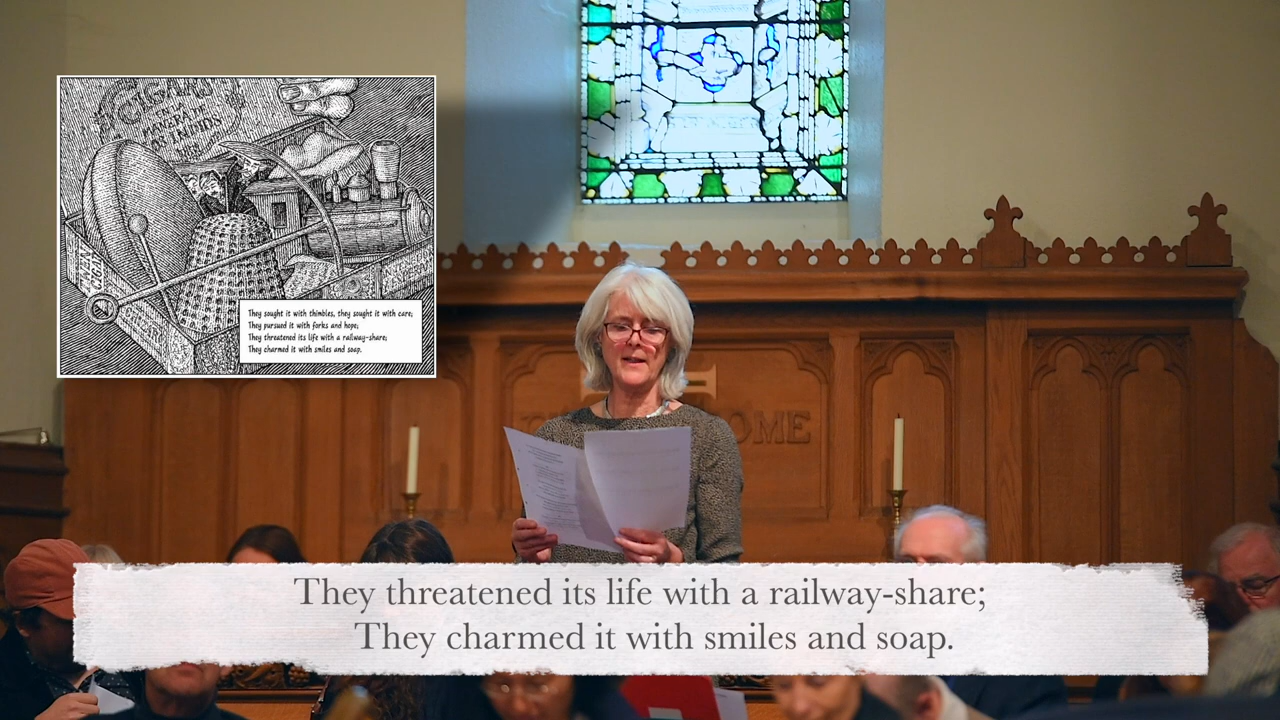 CIGARS
They sought it with thimbles, they sought it with care;
They pursued it with forks and hope;
They threatened its life with a railway-share;
They charmed it with smiles and soap.
They threatened its life with a railway-share;
They charmed it with smiles and soap.